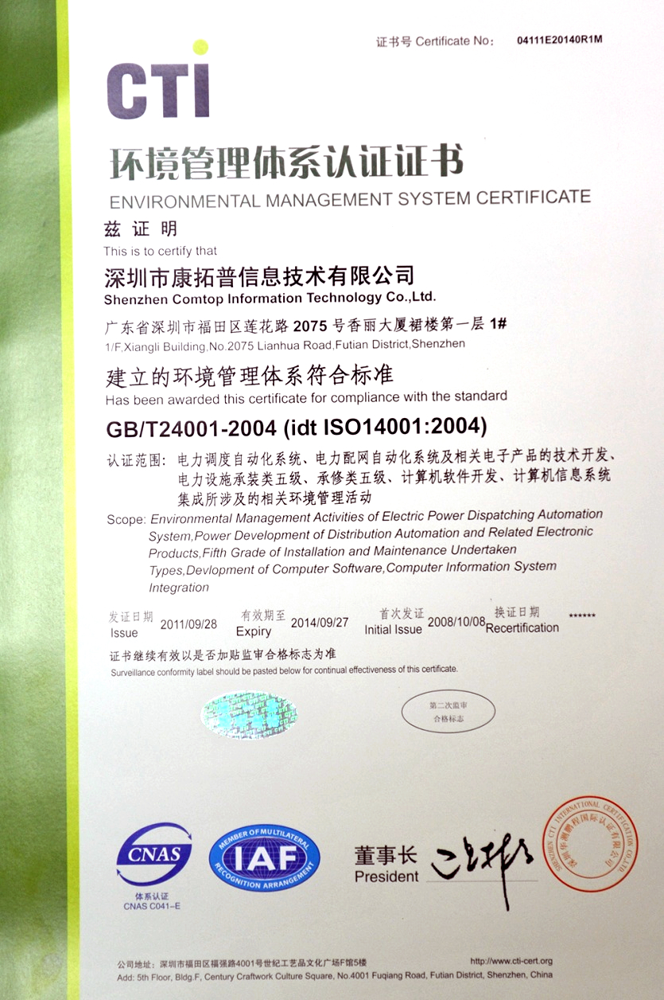 证书号 Certificate No： 04111E20140R1M
CTI
环境管理体系认证证书
ENVIRONMENTAL MANAGEMENT SYSTEM CERTIFICATE
兹 证 明
This is to certify that
深圳市康拓普信息技术有限公司
Shenzhen Comtop Information Technology Co.,Ltd.
广东省深圳市福田区莲花路 2075 号香丽大厦裙楼第一层 1#
1/F,Xiangli Building,No.2075 Lianhua Road,Futian District,Shenzhen
建立的环境管理体系符合标准
Has been awarded this certificate for compliance with the standard
GB/T24001-2004 (idt ISO14001:2004)
认证范围: 电力调度自动化系统、电力配网自动化系统及相关电子产品的技术开发、
电力设施承装类五级、承修类五级、计算机软件开发、计算机信息系统
集成所涉及的相关环境管理活动
Scope: Environmental Management Activities of Electric Power Dispatching Automation
System,Power Development of Distribution Automation and Related Electronic
Products,Fifth Grade of Installation and Maintenance Undertaken
Types,Devlopment of Computer Software,Computer Information System
Integration
发证日期 有效期至 首次发证 换证日期
Issue 2011/09/28 Expiry 2014/09/27 Initial Issue 2008/10/08 Recertification ******
证书继续有效以是否加贴监审合格标志为准
Surveillance conformity label should be pasted below for continual effectiveness of this certificate.
第二次监审
合格标志
CNAS
体系认证
CNAS C041-E
MEMBER OF MULTILATERAL
IAF
RECOGNITION ARRANGEMENT
董事长
President
SHENZHEN CTI INTERNATIONAL CERTIFICATION CO.,LTD
深圳华测鹏程国际认证有限公司
公司地址：深圳市福田区福强路4001号世纪工艺品文化广场F馆5楼 http://www.cti-cert.org
Add: 5th Floor, Bldg.F, Century Craftwork Culture Square, No.4001 Fuqiang Road, Futian District, Shenzhen, China